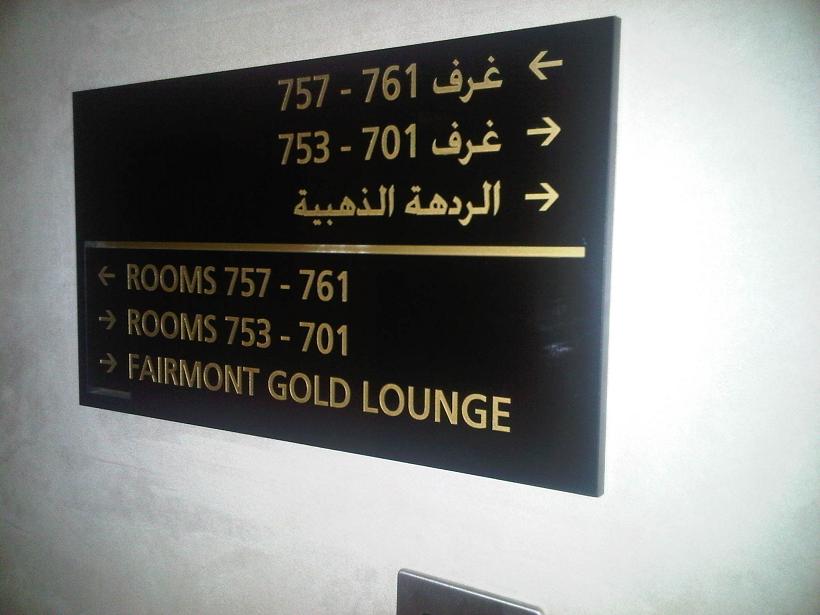 ← غرف 757 - 761
→ غرف 753 - 701
→ الردهة الذهبية
← ROOMS 757 - 761
→ ROOMS 753 - 701
→ FAIRMONT GOLD LOUNGE